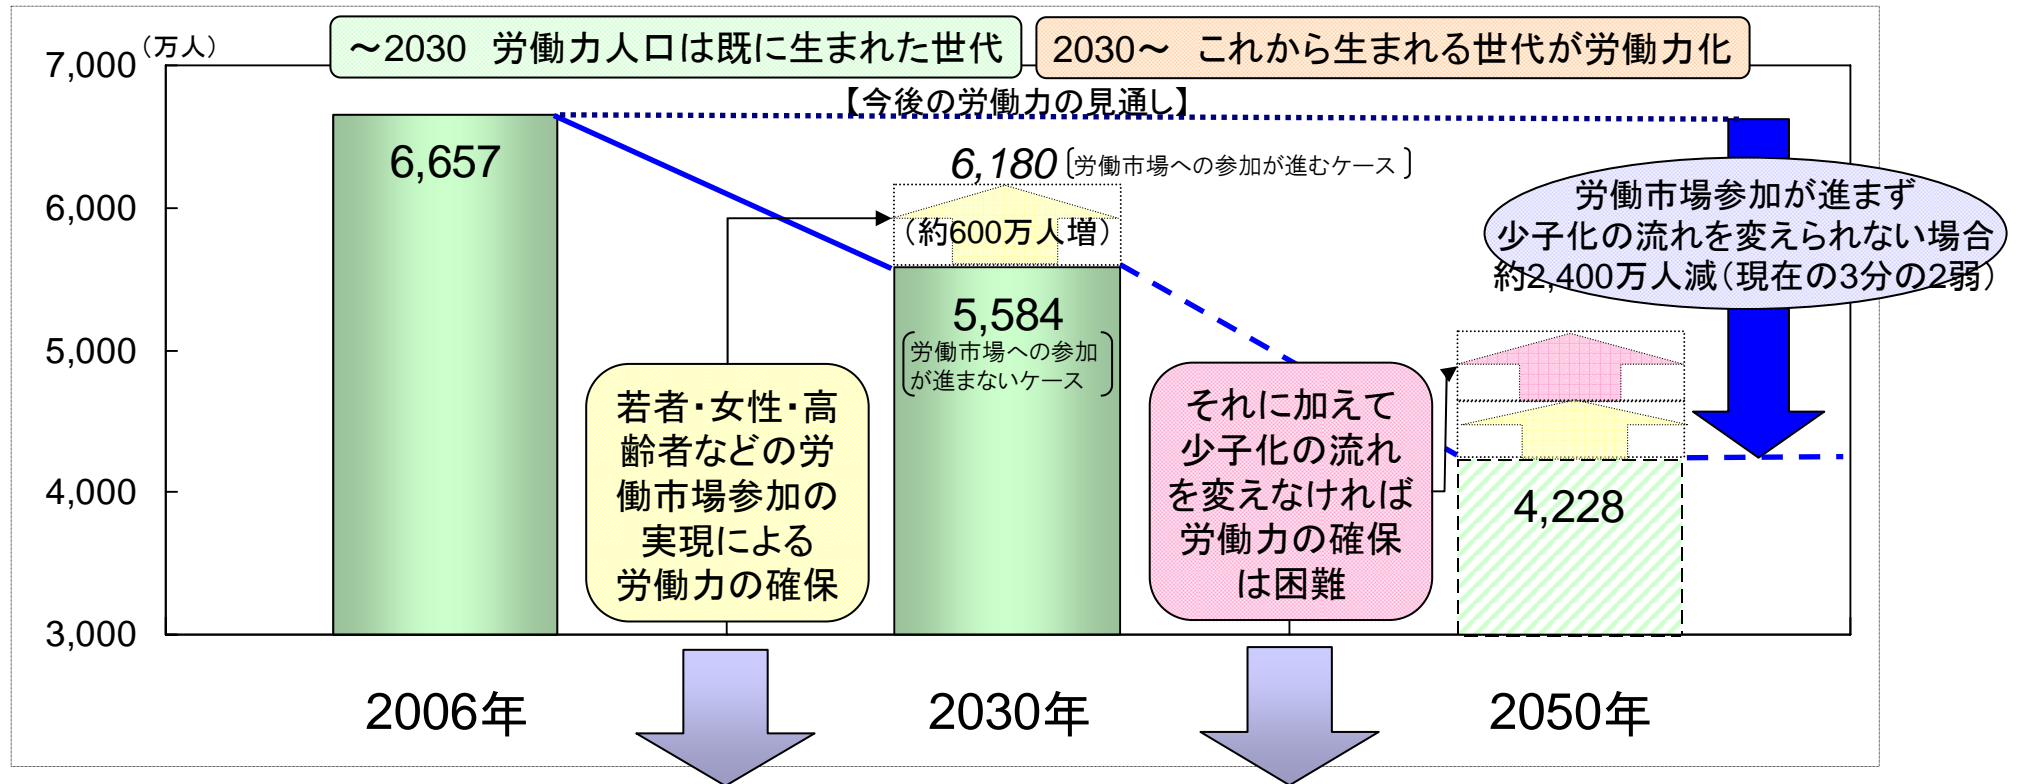 （万人）
～2030 労働力人口は既に生まれた世代
2030～ これから生まれる世代が労働力化
【今後の労働力の見通し】
7,000
6,000
5,000
4,000
3,000
6,657
6,180
労働市場への参加が進むケース
（約600万人増）
5,584
労働市場への参加
が進まないケース
労働市場参加が進まず
少子化の流れを変えられない場合
約2,400万人減（現在の3分の2弱）
若者・女性・高
齢者などの労
働市場参加の
実現による
労働力の確保
それに加えて
少子化の流れ
を変えなければ
労働力の確保
は困難
4,228
2006年
2030年
2050年